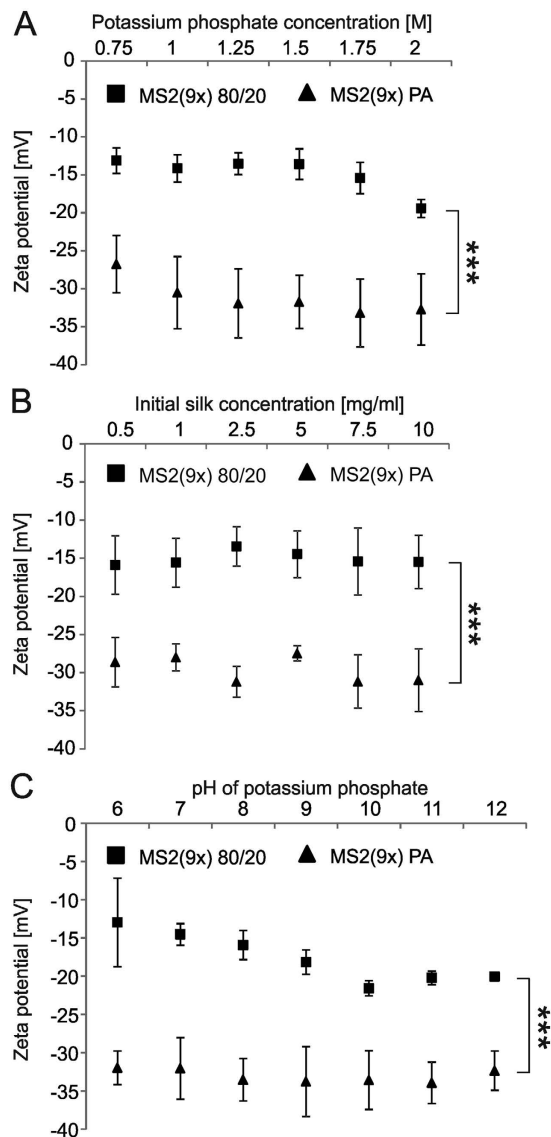 A
Potassium phosphate concentration [M]
0.75 1 1.25 1.5 1.75 2
0
-5
-10
-15
-20
-25
-30
-35
-40
Zeta potential [mV]
MS2(9x) 80/20 MS2(9x) PA
***
B
Initial silk concentration [mg/ml]
0.5 1 2.5 5 7.5 10
0
-5
-10
-15
-20
-25
-30
-35
-40
Zeta potential [mV]
MS2(9x) 80/20 MS2(9x) PA
***
C
pH of potassium phosphate
6 7 8 9 10 11 12
0
-5
-10
-15
-20
-25
-30
-35
-40
Zeta potential [mV]
MS2(9x) 80/20 MS2(9x) PA
***